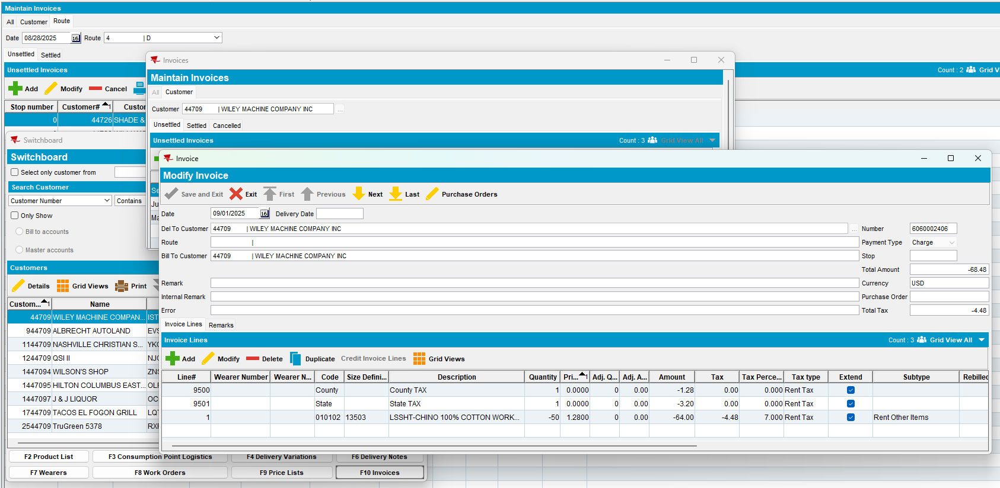 Maintain Invoices
All Customer Route
Date 08/28/2025 16 Route 4 | D
Unsettled Settled
Unsettled Invoices Count : 2 Grid V
Add Modify Cancel
Stop number Customer# 1 Custo
0 44726 SHADE &
Invoices
Maintain Invoices
All Customer
Customer 44709 | WILEY MACHINE COMPANY INC ...
Unsettled Settled Cancelled
Unsettled Invoices Count : 3 Grid View All
Se
Ju
Ma
Switchboard
Switchboard
Select only customer from
Search Customer
Customer Number Contains
Only Show
Bill to accounts
Master accounts
Customers
Details Grid Views Print
Custom... 1 Name
44709 WILEY MACHINE COMPAN... IST
944709 ALBRECHT AUTOLAND EVS
1144709 NASHVILLE CHRISTIAN S... YKC
1244709 QSI II NJC
1447094 WILSON'S SHOP ZNS
1447095 HILTON COLUMBUS EAST... OLF
1447097 J & J LIQUOR OC
1744709 TACOS EL FOGON GRILL LQT
2544709 TruGreen 5378 RXF
F2 Product List F3 Consumption Point Logistics F4 Delivery Variations F6 Delivery Notes
F7 Wearers F8 Work Orders F9 Price Lists F10 Invoices
Invoice
Modify Invoice
Save and Exit Exit First Previous Next Last Purchase Orders
Date 09/01/2025 16 Delivery Date
Del To Customer 44709 | WILEY MACHINE COMPANY INC ... Number 6060002406
Route | Payment Type Charge
Bill To Customer 44709 | WILEY MACHINE COMPANY INC Stop
Total Amount -68.48
Remark Currency USD
Internal Remark Purchase Order
Error Total Tax -4.48
Invoice Lines Remarks
Invoice Lines Count : 3 Grid View All
Add Modify Delete Duplicate Credit Invoice Lines Grid Views
Line# Wearer Number Wearer N... Code Size Defini... Description Quantity Pri... 1 Adj. Q... Adj. A... Amount Tax Tax Perce... Tax type Extend Subtype Rebilled
9500 County County TAX 1 0.0000 0 0.00 -1.28 0.00 0.000 Rent Tax
9501 State State TAX 1 0.0000 0 0.00 -3.20 0.00 0.000 Rent Tax
1 010102 13503 LSSHT-CHINO 100% COTTON WORK... -50 1.2800 0 0.00 -64.00 -4.48 7.000 Rent Tax Rent Other Items